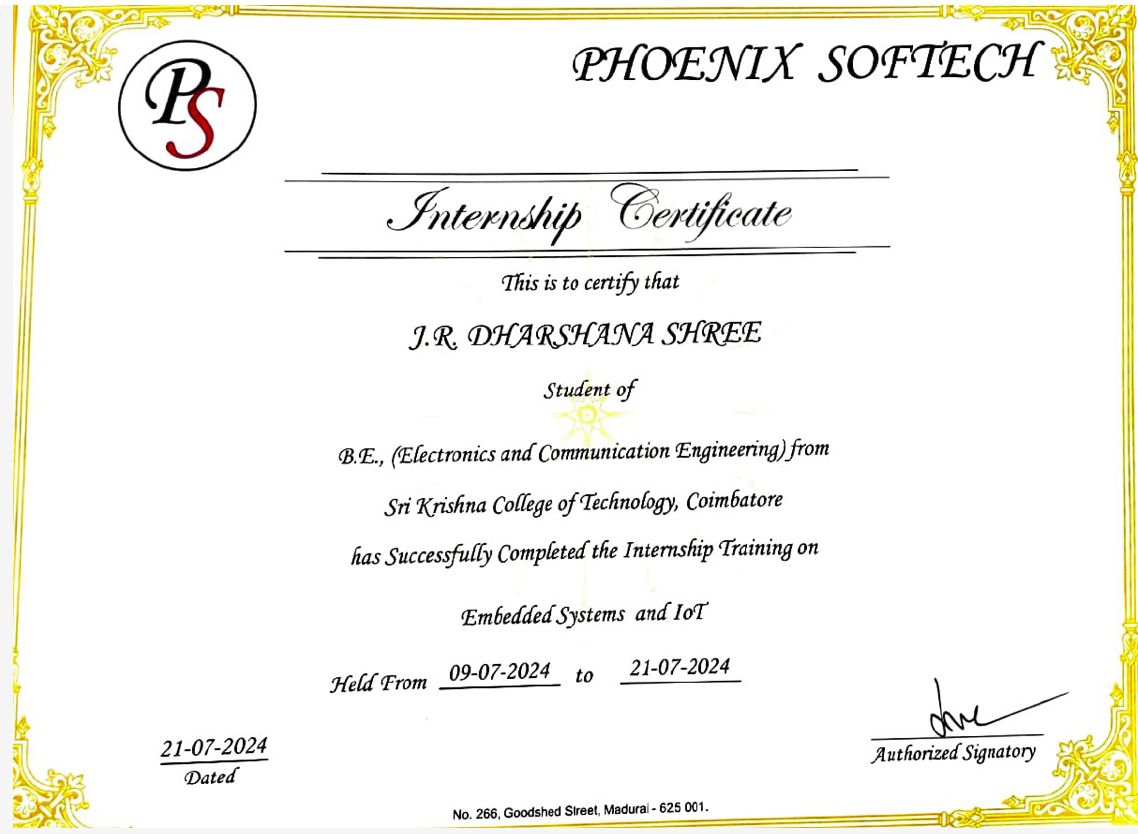 PS
PHOENIX SOFTECH
Internship Certificate
This is to certify that
J.R. DHARSHANA SHREE
Student of
B.E., (Electronics and Communication Engineering) from
Sri Krishna College of Technology, Coimbatore
has Successfully Completed the Internship Training on
Embedded Systems and IoT
Held From 09-07-2024 to 21-07-2024
21-07-2024
Dated
Authorized Signatory
No. 266, Goodshed Street, Madurai - 625 001.